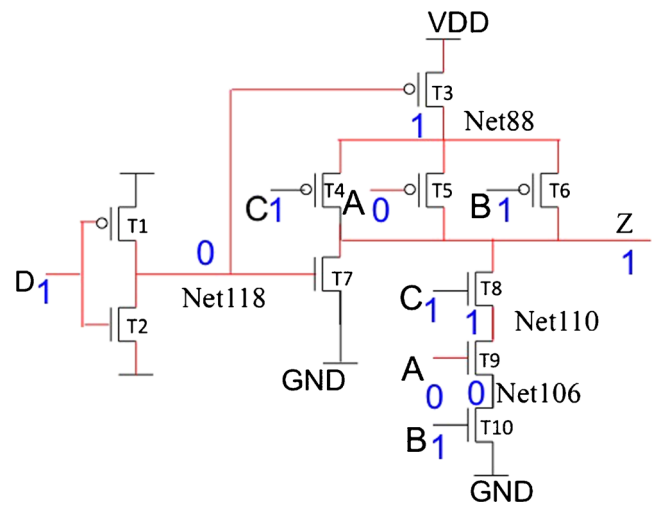 VDD
T3
1 Net88
C1 T4 A 0 T5 B 1 T6
T1
0 Z
D1 Net118 T7 1
T2 C1 T8
1 Net110
GND A 0 T9
0 Net106
B1 T10
GND